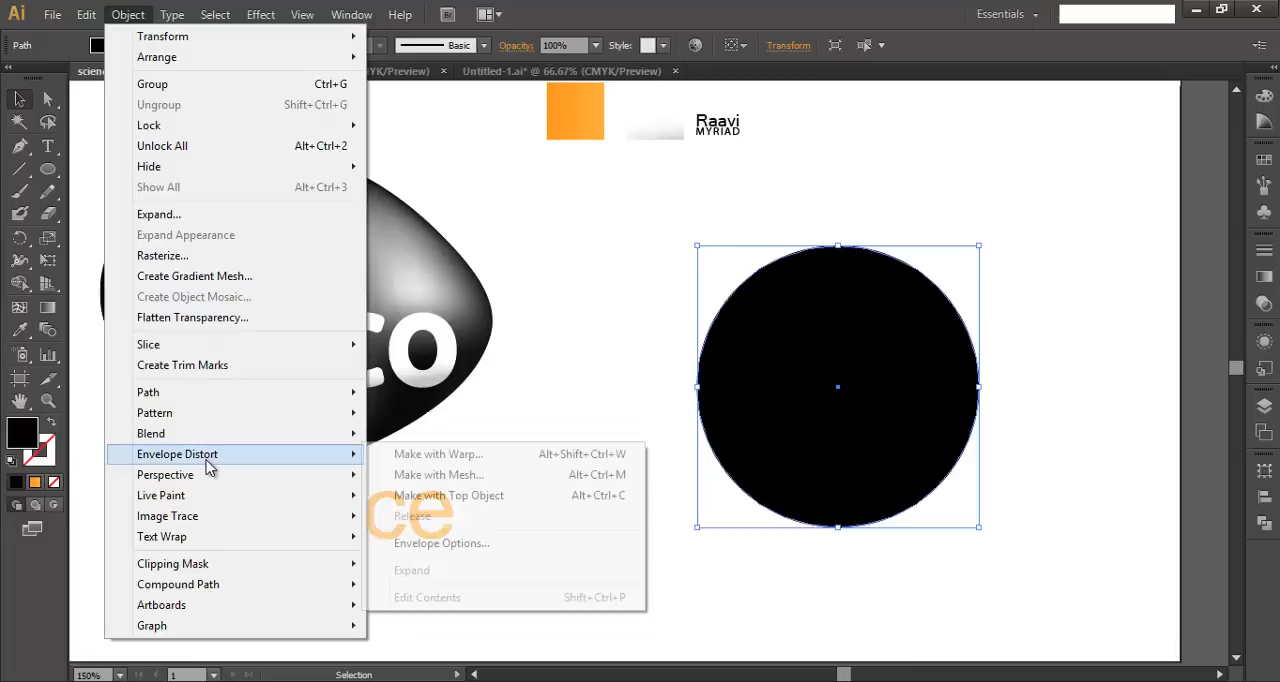 Ai File Edit Object Type Select Effect View Window Help Br Essentials
Path Basic Opacity: 100% Style: Transform
scien YK/Preview) × Untitled-1.ai* @ 66.67% (CMYK/Preview) ×
Transform
Arrange
Group Ctrl+G
Ungroup Shift+Ctrl+G
Lock
Unlock All Alt+Ctrl+2
Hide
Show All Alt+Ctrl+3
Expand...
Expand Appearance
Rasterize...
Create Gradient Mesh...
Create Object Mosaic...
Flatten Transparency...
Slice
Create Trim Marks
Path
Pattern
Blend
Envelope Distort
Perspective
Live Paint
Image Trace
Text Wrap
Clipping Mask
Compound Path
Artboards
Graph
Make with Warp... Alt+Shift+Ctrl+W
Make with Mesh... Alt+Ctrl+M
Make with Top Object Alt+Ctrl+C
Release
Envelope Options...
Expand
Edit Contents Shift+Ctrl+P
Raavi
MYRIAD
co
ce
150% 1 Selection